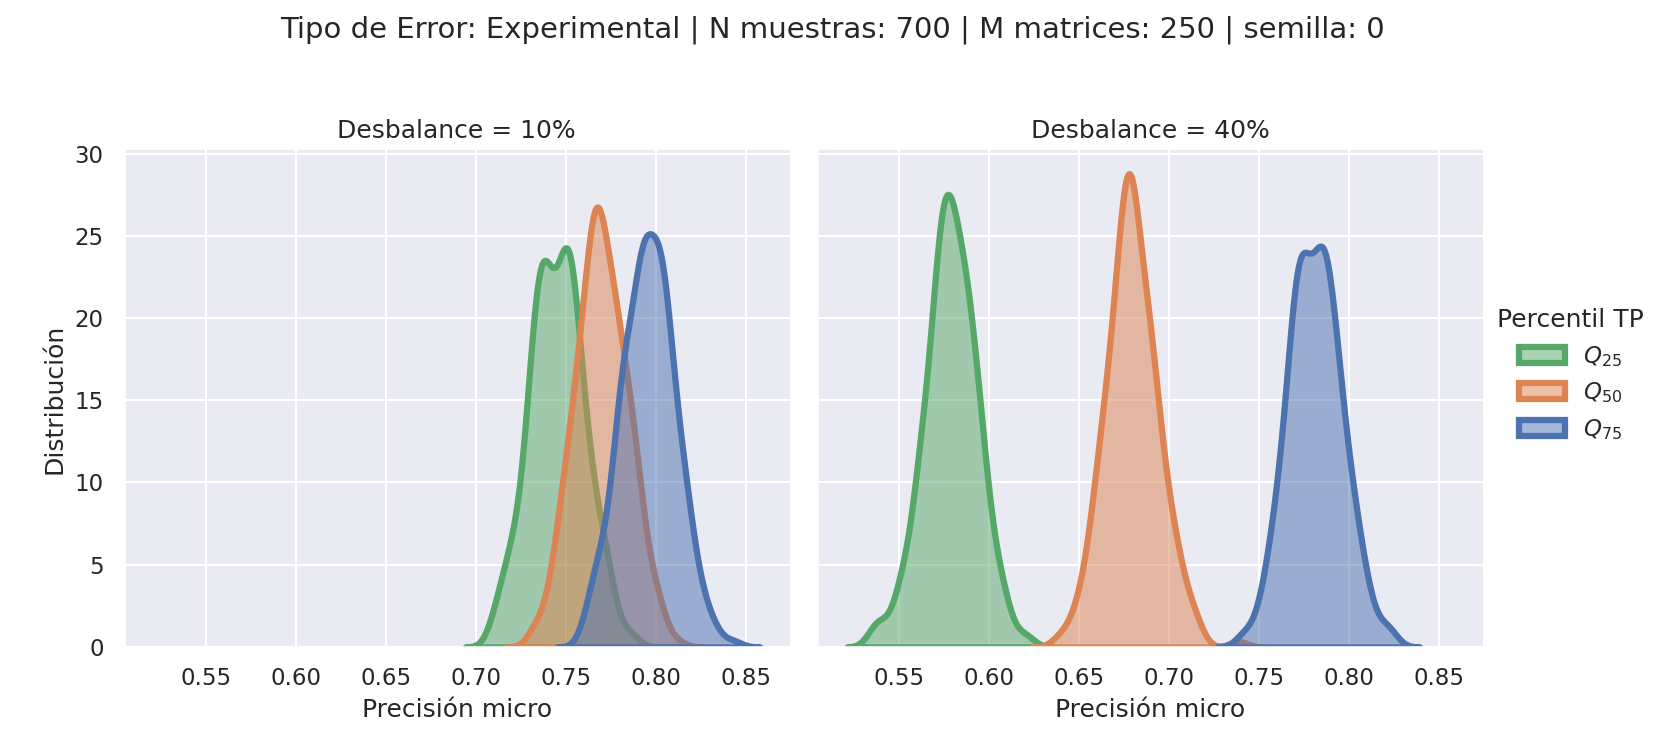 Tipo de Error: Experimental | N muestras: 700 | M matrices: 250 | semilla: 0
Desbalance = 10%
Desbalance = 40%
30
25
20
15
10
5
0
Distribución
0.55 0.60 0.65 0.70 0.75 0.80 0.85
0.55 0.60 0.65 0.70 0.75 0.80 0.85
Precisión micro
Precisión micro
Percentil TP
Q25
Q50
Q75